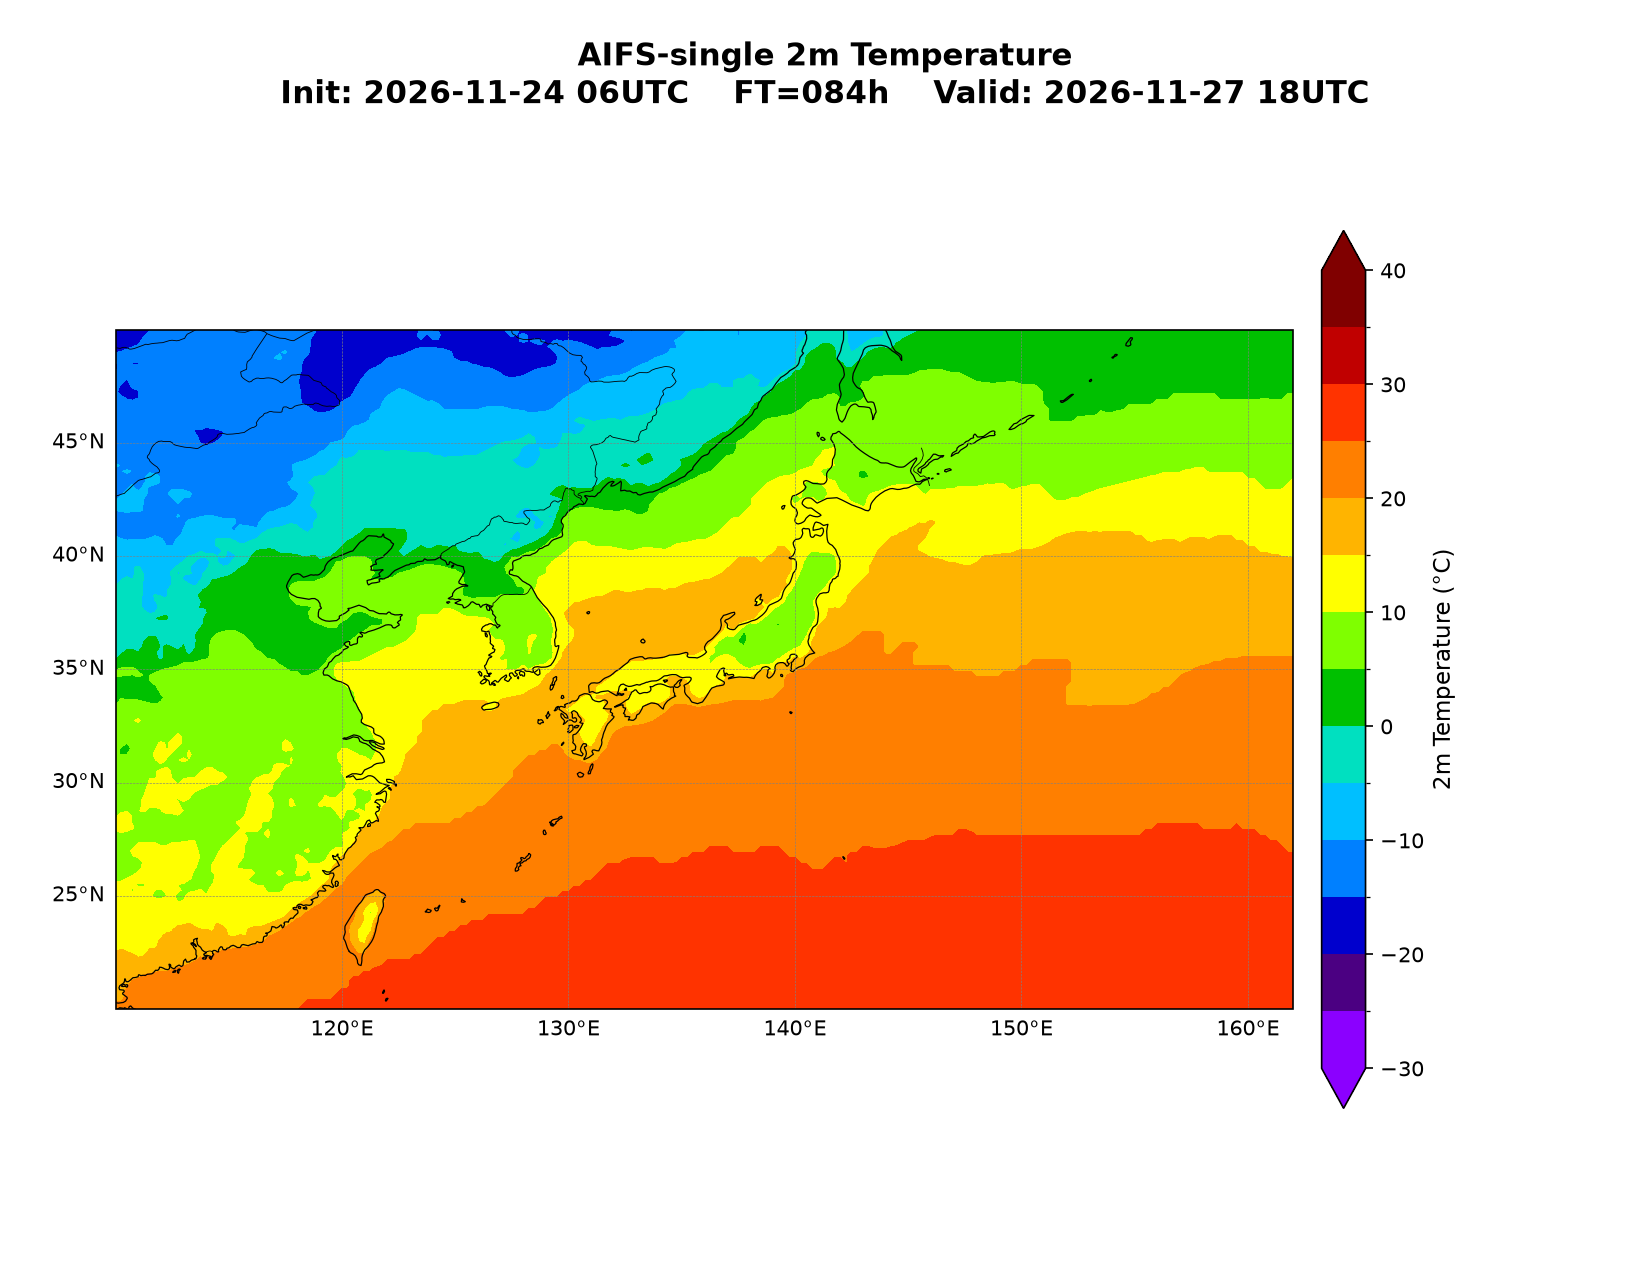 AIFS-single 2m Temperature
Init: 2026-11-24 06UTC    FT=084h    Valid: 2026-11-27 18UTC
45°N
40°N
35°N
30°N
25°N
120°E
130°E
140°E
150°E
160°E
40
30
20
10
0
−10
−20
−30
2m Temperature (°C)